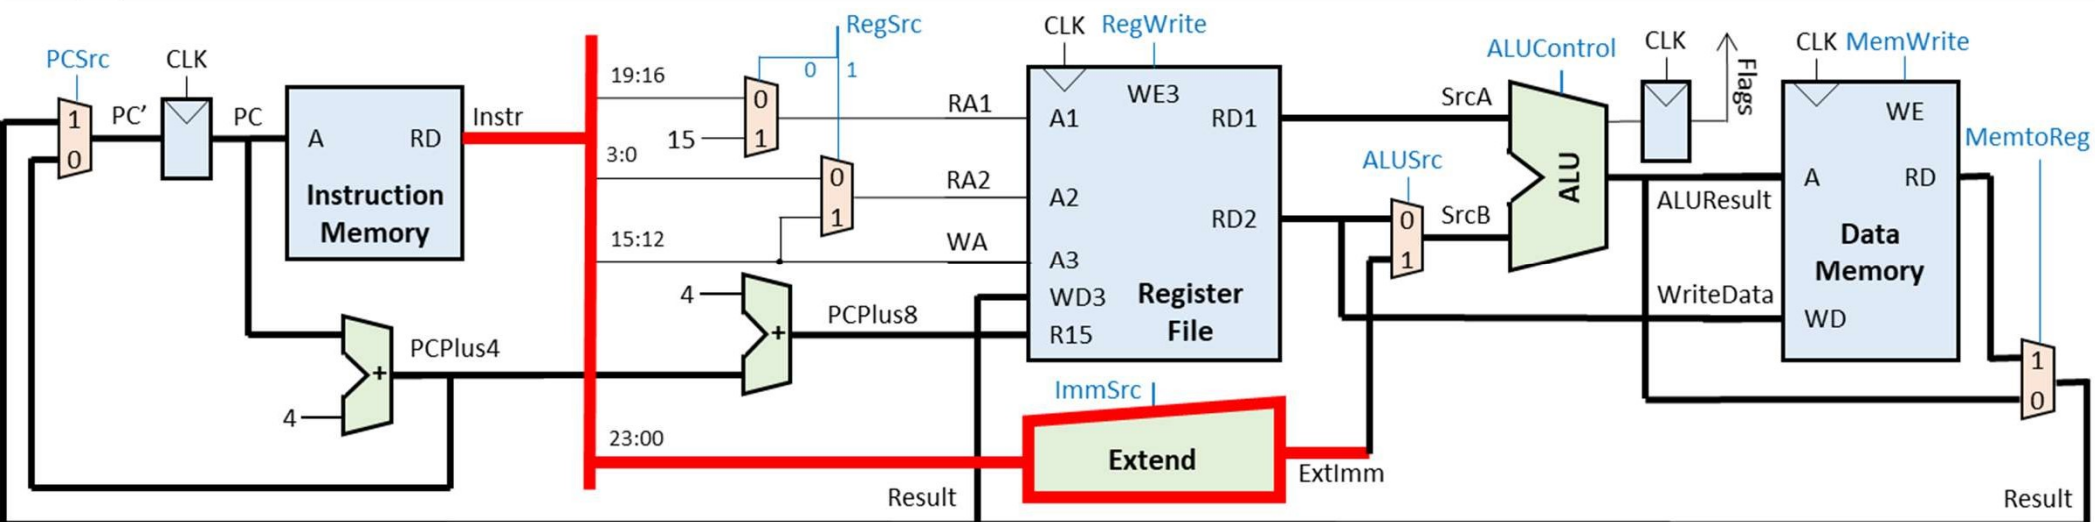 PCSrc
CLK
1
0
PC'
PC
A
RD
Instruction
Memory
Instr
4
+
PCPlus4
19:16
15
3:0
15:12
23:00
RegSrc
0
1
0
1
0
1
RA1
RA2
WA
4
+
PCPlus8
CLK
RegWrite
WE3
A1
RD1
A2
RD2
A3
WD3
R15
Register
File
ImmSrc
Extend
ExtImm
Result
SrcA
ALUSrc
0
1
SrcB
ALUControl
ALU
CLK
Flags
ALUResult
WriteData
CLK
MemWrite
WE
A
RD
Data
Memory
WD
MemtoReg
1
0
Result